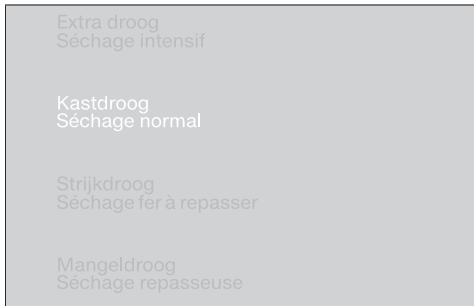 Extra droog
Séchage intensif
Kastdroog
Séchage normal
Strijkdroog
Séchage fer à repasser
Mangeldroog
Séchage repasseuse